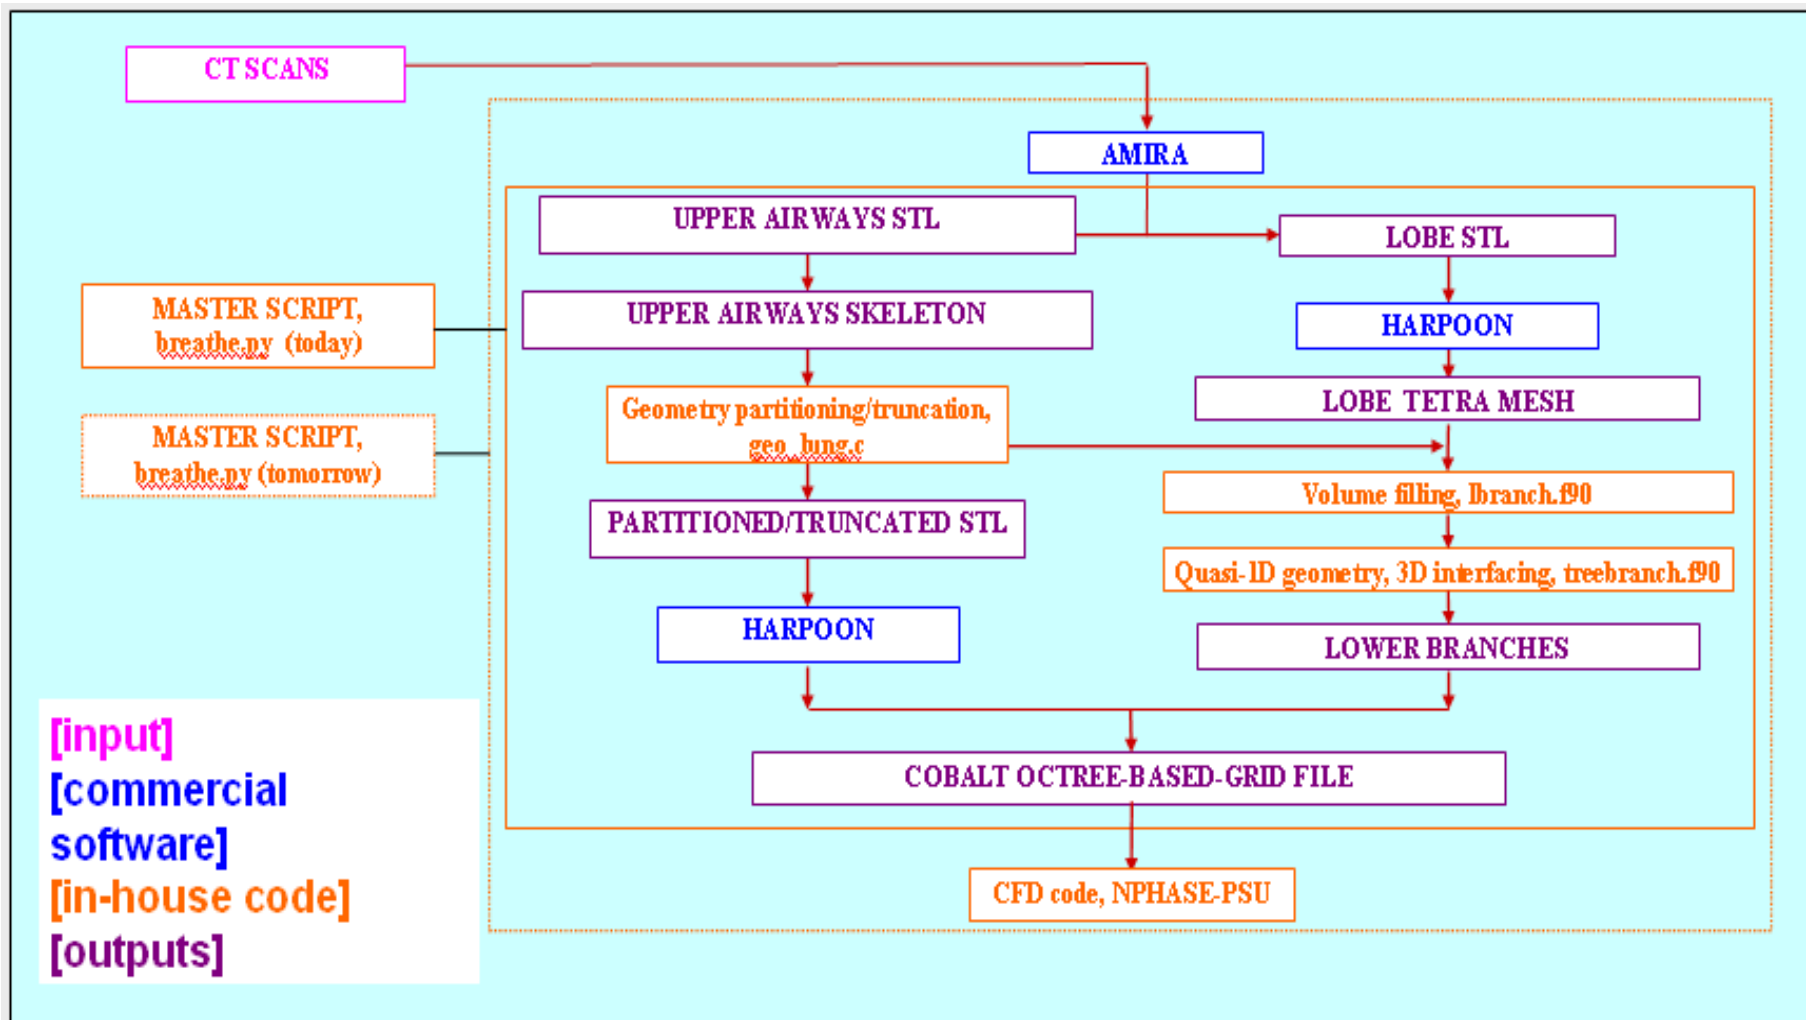 CT SCANS
AMIRA
UPPER AIRWAYS STL
LOBE STL
MASTER SCRIPT,
breathe.py (today)
UPPER AIRWAYS SKELETON
HARPOON
Geometry partitioning/truncation,
geo_lung.c
LOBE TETRA MESH
MASTER SCRIPT,
breathe.py (tomorrow)
Volume filling, lbranch.f90
PARTITIONED/TRUNCATED STL
Quasi-1D geometry, 3D interfacing, treebranch.f90
HARPOON
LOWER BRANCHES
COBALT OCTREE-BASED-GRID FILE
CFD code, NPHASE-PSU
[input]
[commercial
software]
[in-house code]
[outputs]